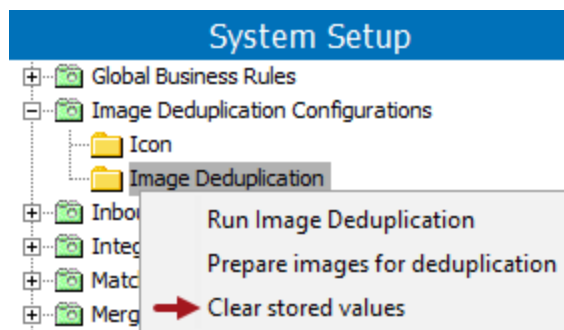 System Setup
Global Business Rules
Image Deduplication Configurations
Icon
Image Deduplication
Inbou
Run Image Deduplication
Integ
Prepare images for deduplication
Matc
Clear stored values
Merg